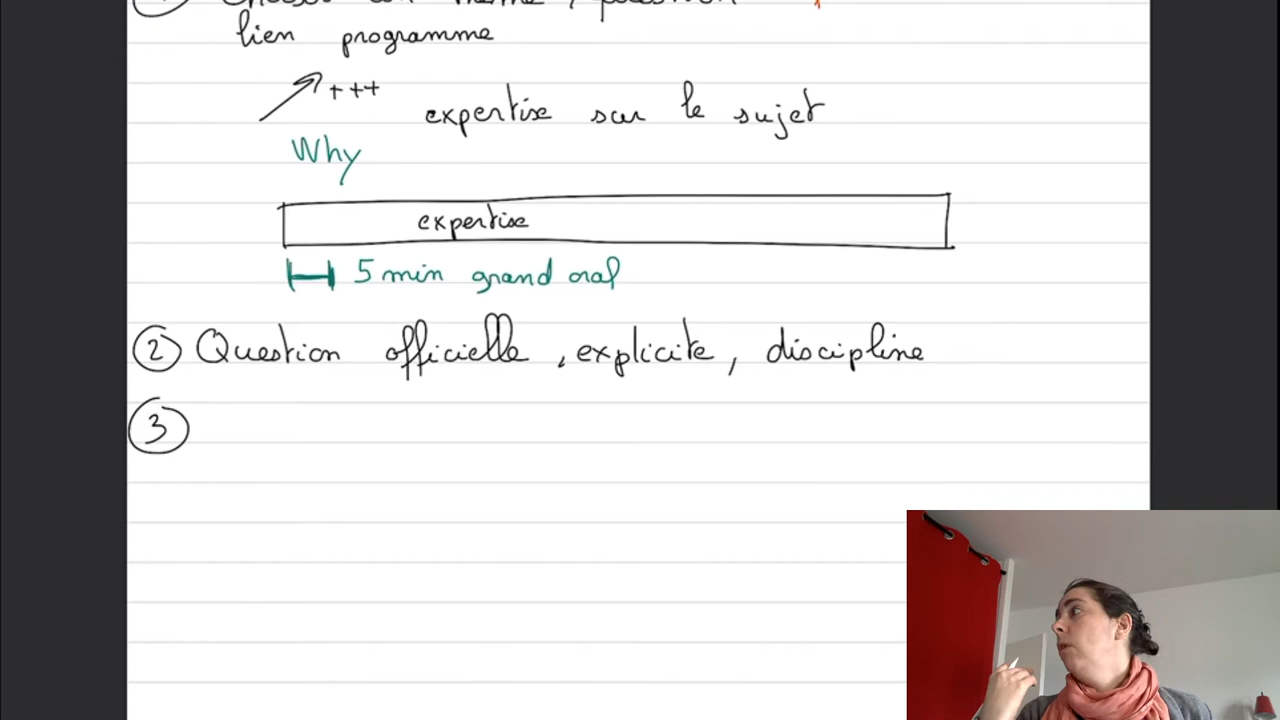 lien programme
+++ expertise sur le sujet
Why
expertise
5 min grand oral
② Question officielle, explicite, discipline
③